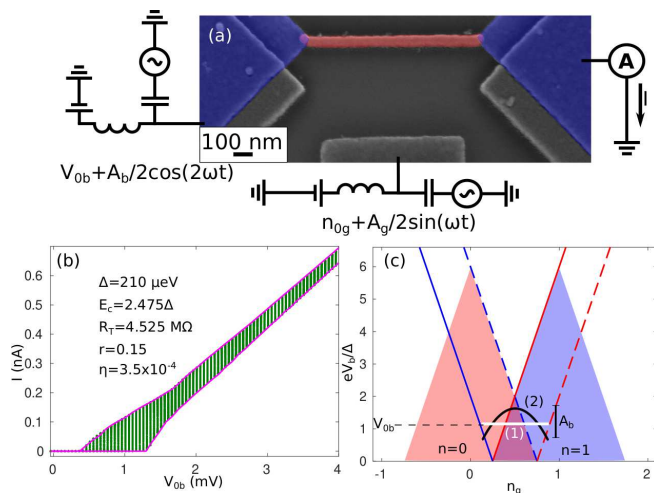 (a)
A
I
100 nm
V0b+Ab/2cos(2ωt)
n0g+Ag/2sin(ωt)
(b)
I (nA)
0.6
0.5
0.4
0.3
0.2
0.1
0
Δ=210 μeV
Ec=2.475Δ
RT=4.525 MΩ
r=0.15
η=3.5x10-4
0 1 2 3 4
V0b (mV)
(c)
eVb/Δ
6
5
4
3
2
1
0
V0b
(2)
(1)
Ab
n=0
n=1
-1 0 1 2
ng